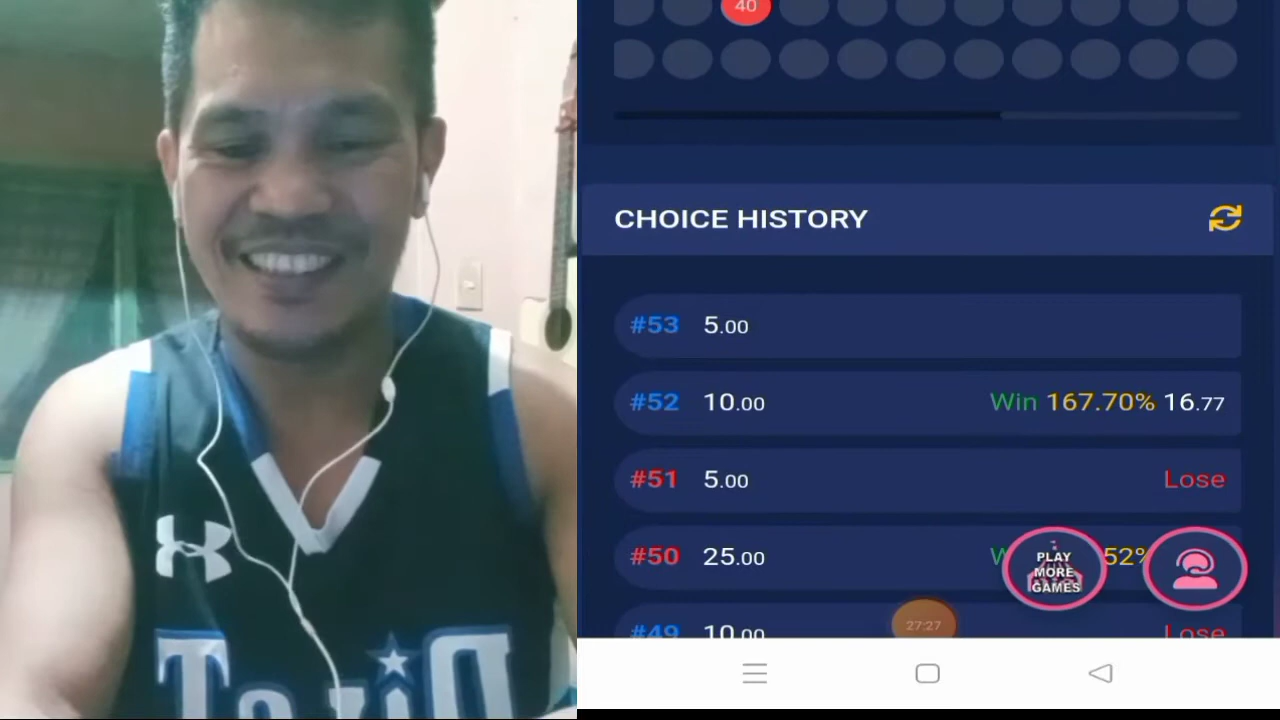 40
CHOICE HISTORY
#53 5.00
#52 10.00 Win 167.70% 16.77
#51 5.00 Lose
#50 25.00 52%
PLAY
MORE
GAMES
27:27
#49 10.00 Lose